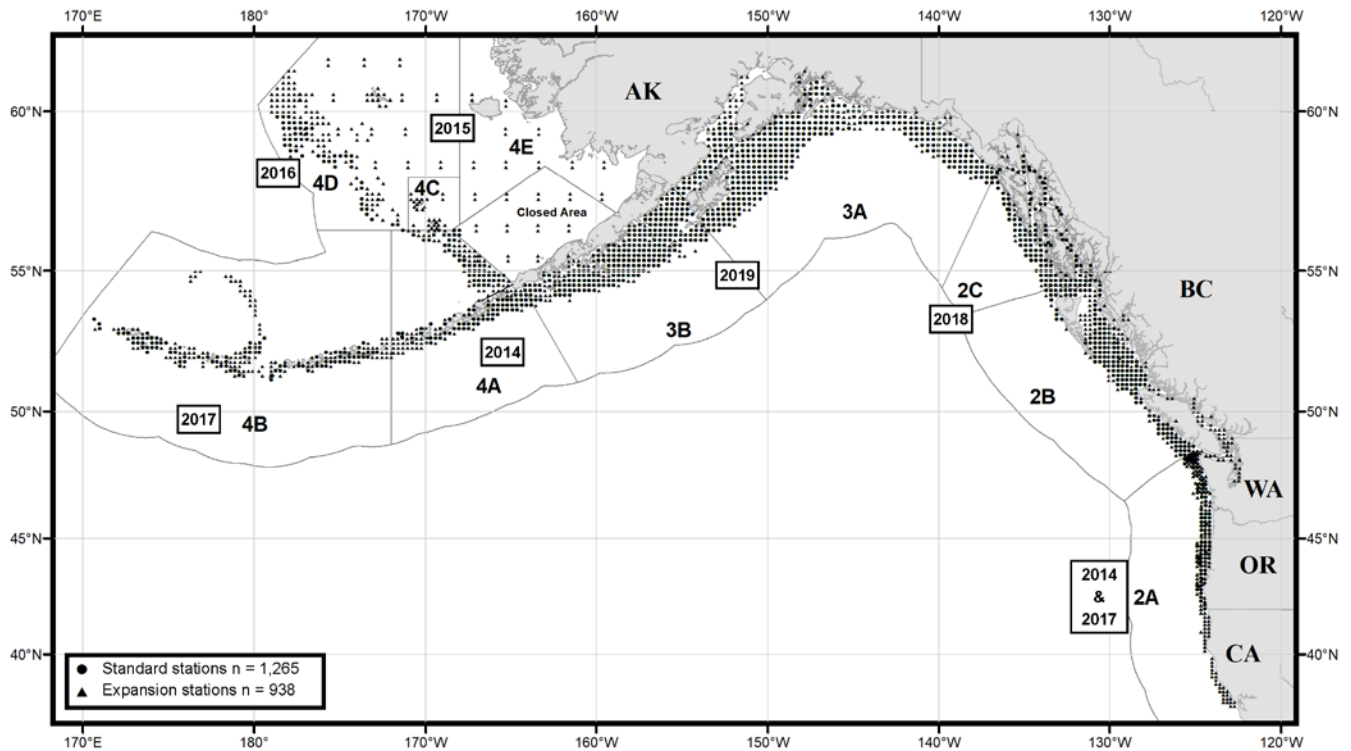 170°E 180° 170°W 160°W 150°W 140°W 130°W 120°W
AK
60°N 60°N
2015
4E
2016
4D
4C
Closed Area
3A
55°N 55°N
2019
BC
2C
2018
3B
2014
4A
2B
50°N 50°N
2017
4B
WA
45°N 45°N
OR
2014
&
2017
2A
40°N 40°N
CA
Standard stations n = 1,265
Expansion stations n = 938
170°E 180° 170°W 160°W 150°W 140°W 130°W 120°W